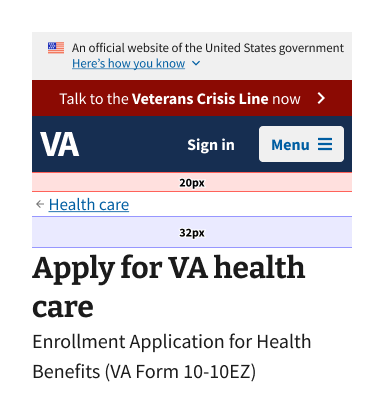 An official website of the United States government
Here's how you know
Talk to the Veterans Crisis Line now
VA
Sign in
Menu
20px
Health care
32px
Apply for VA health
care
Enrollment Application for Health
Benefits (VA Form 10-10EZ)